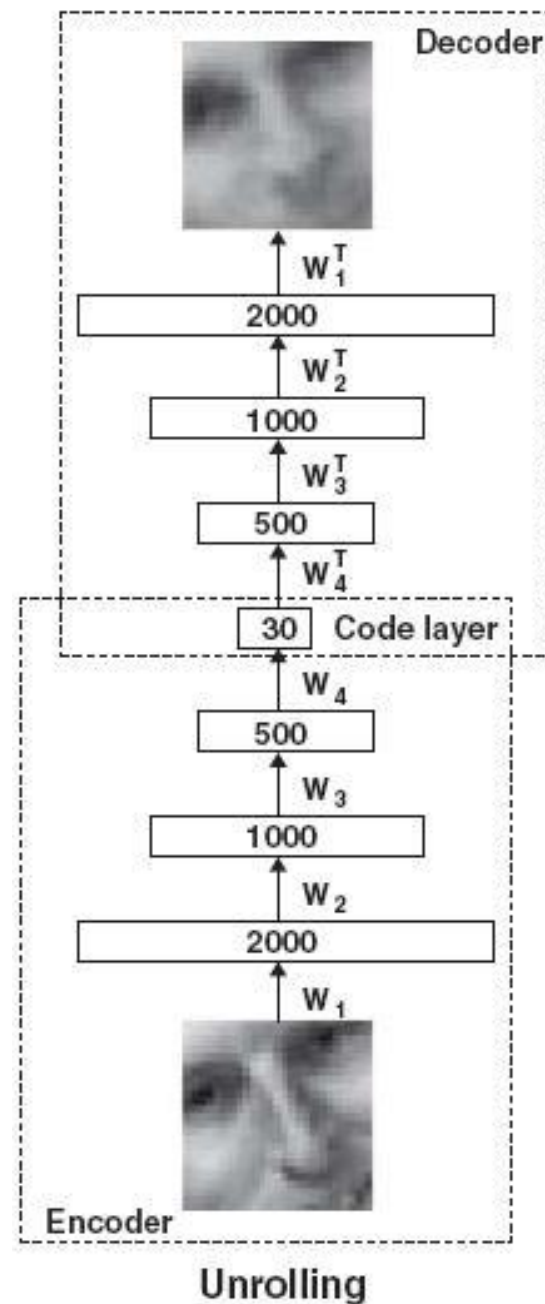 Decoder
W₁ᵀ
2000
W₂ᵀ
1000
W₃ᵀ
500
W₄ᵀ
30 Code layer
W₄
500
W₃
1000
W₂
2000
W₁
Encoder
Unrolling